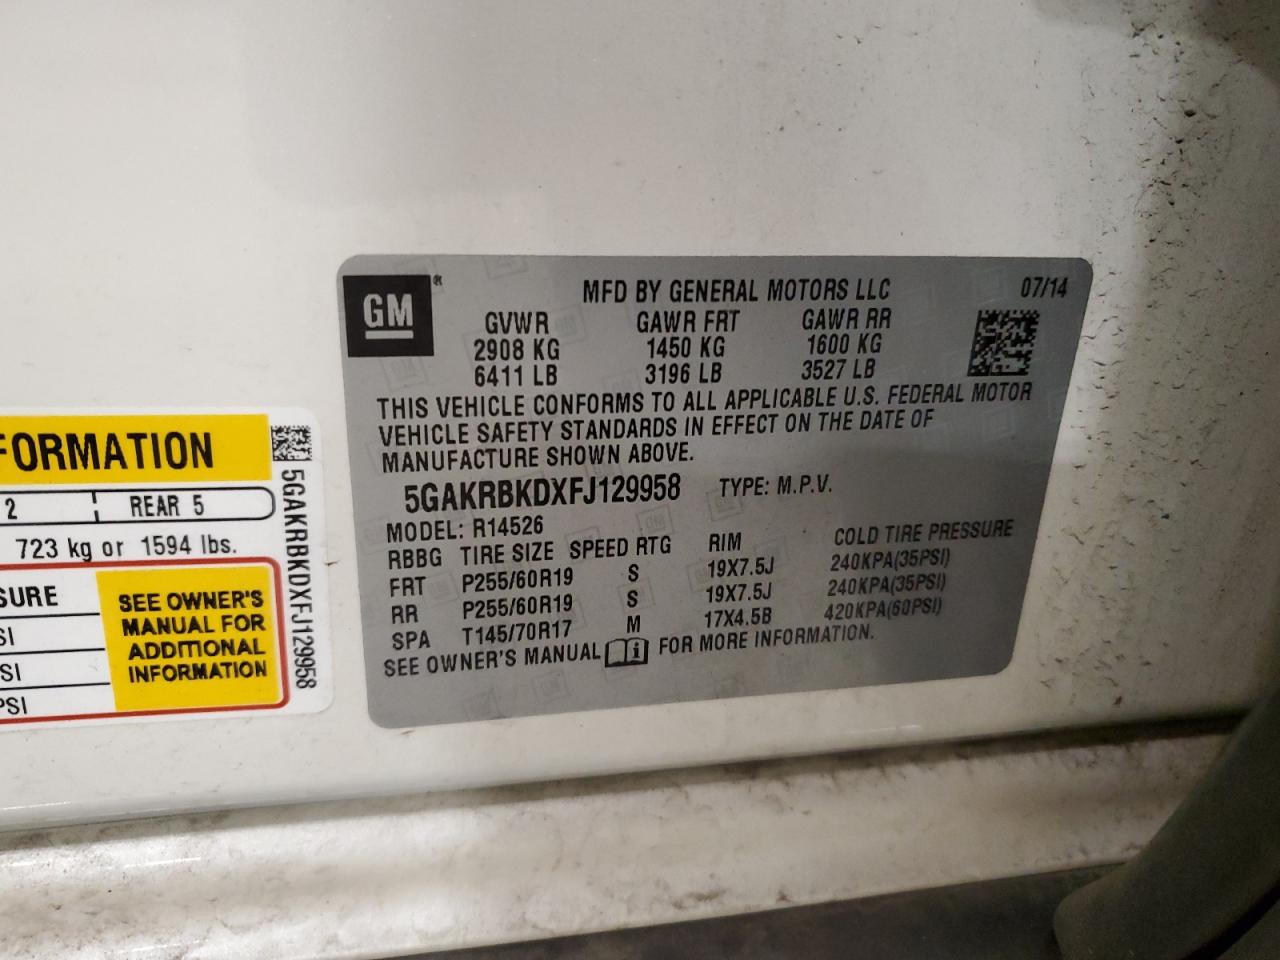 GM®
MFD BY GENERAL MOTORS LLC 07/14
GVWR GAWR FRT GAWR RR
2908 KG 1450 KG 1600 KG
6411 LB 3196 LB 3527 LB
THIS VEHICLE CONFORMS TO ALL APPLICABLE U.S. FEDERAL MOTOR
VEHICLE SAFETY STANDARDS IN EFFECT ON THE DATE OF
MANUFACTURE SHOWN ABOVE.
5GAKRBKDXFJ129958 TYPE: M.P.V.
MODEL: R14526
RBBG TIRE SIZE SPEED RTG RIM COLD TIRE PRESSURE
FRT P255/60R19 S 19X7.5J 240KPA(35PSI)
RR P255/60R19 S 19X7.5J 240KPA(35PSI)
SPA T145/70R17 M 17X4.5B 420KPA(60PSI)
SEE OWNER'S MANUAL i FOR MORE INFORMATION.
FORMATION
2 REAR 5
723 kg or 1594 lbs.
SURE
SI
SI
PSI
SEE OWNER'S
MANUAL FOR
ADDITIONAL
INFORMATION
5GAKRBKDXFJ129958